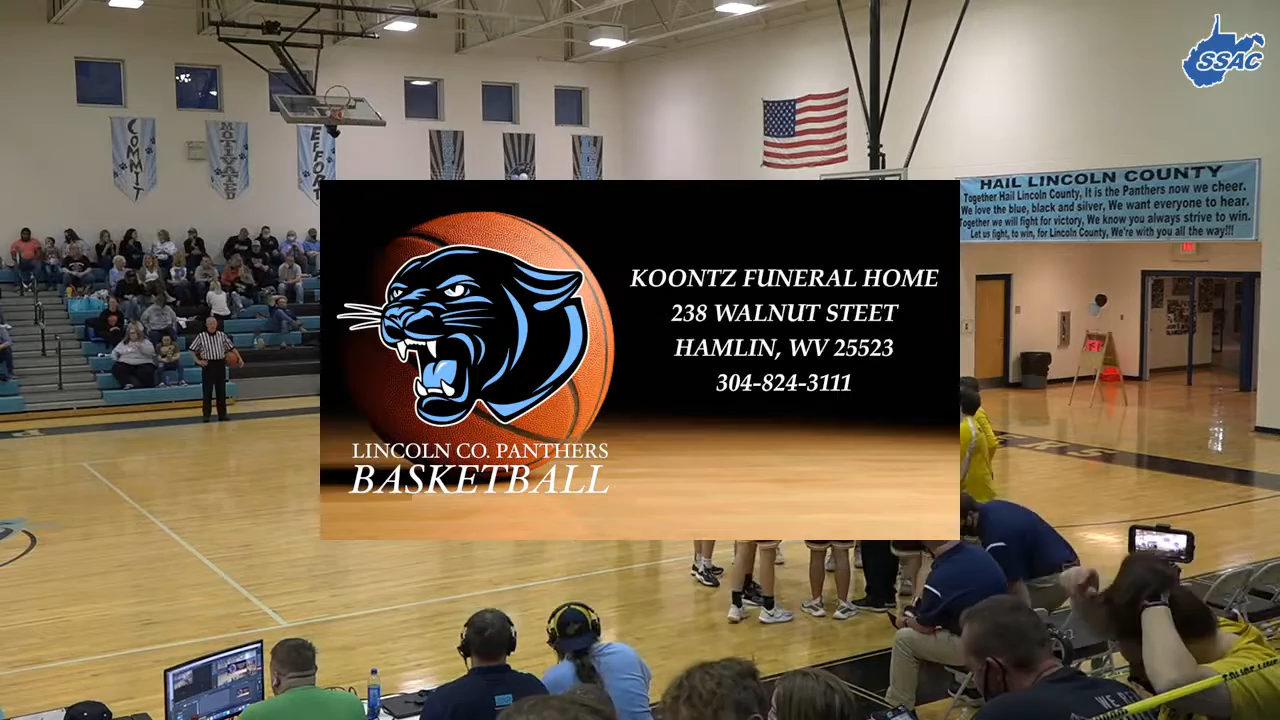 SSAC
COMMIT
MOTIVATED
EFFORT
HAIL LINCOLN COUNTY
Together Hail Lincoln County, It is the Panthers now we cheer.
We love the blue, black and silver, We want everyone to hear.
Together we will fight for victory, We know you always strive to win.
Let us fight, to win, for Lincoln County, We're with you all the way!!!
KOONTZ FUNERAL HOME
238 WALNUT STEET
HAMLIN, WV 25523
304-824-3111
LINCOLN CO. PANTHERS
BASKETBALL